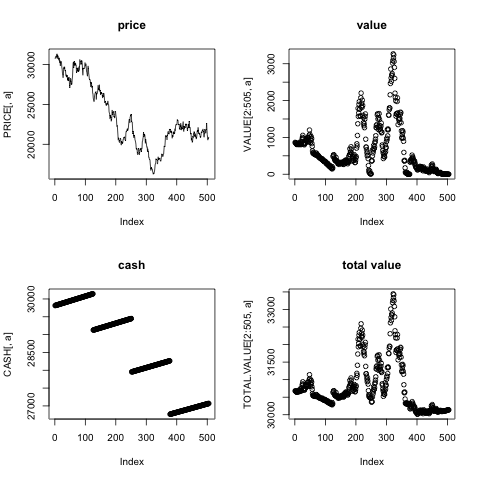 price
PRICE[, a]
30000
25000
20000
0 100 200 300 400 500
Index
value
VALUE[2:505, a]
3000
2000
1000
0
0 100 200 300 400 500
Index
cash
CASH[, a]
30000
28500
27000
0 100 200 300 400 500
Index
total value
TOTAL.VALUE[2:505, a]
33000
31500
30000
0 100 200 300 400 500
Index